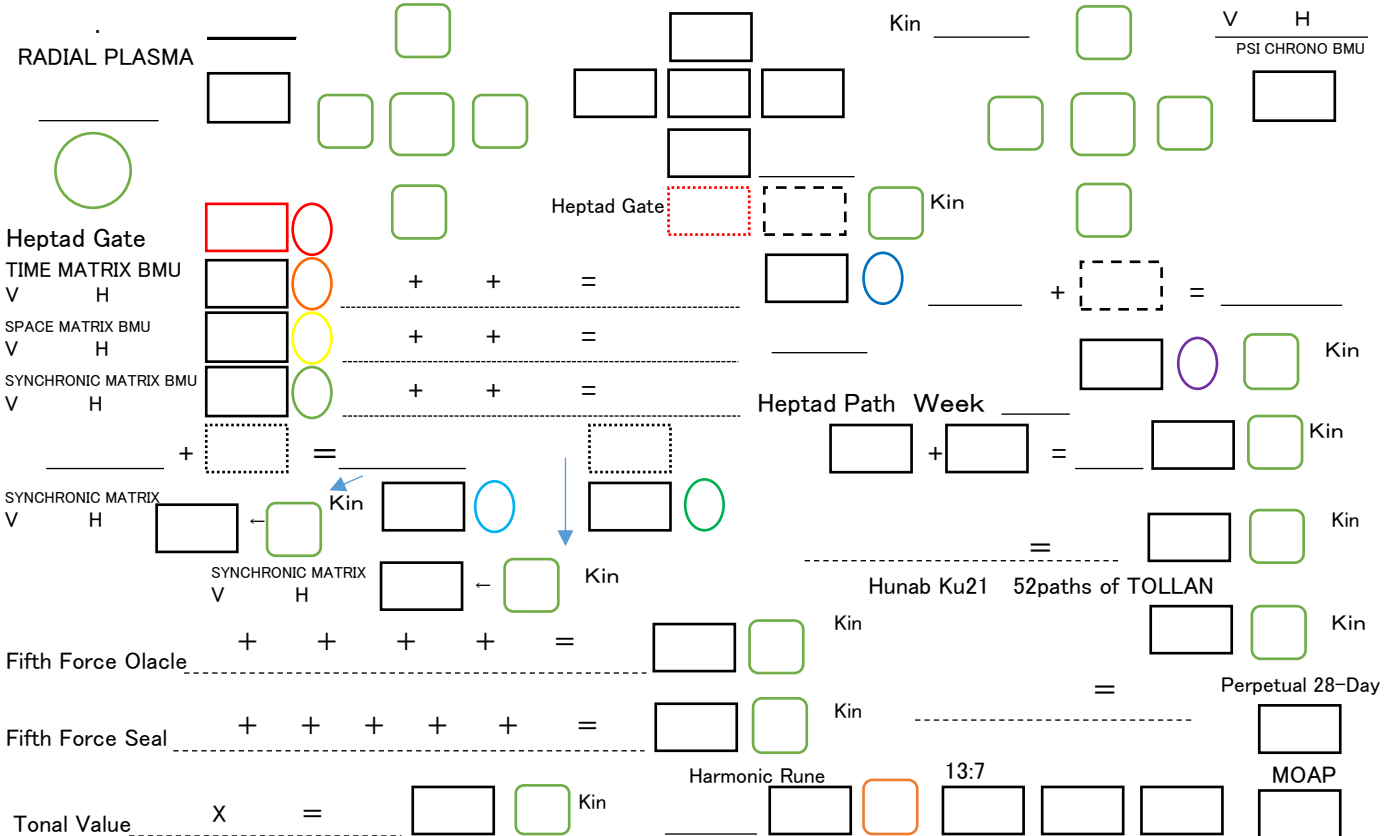 .
RADIAL PLASMA
Kin
V H
PSI CHRONO BMU
Heptad Gate
Kin
Heptad Gate
TIME MATRIX BMU
V H
+ + =
+ =
SPACE MATRIX BMU
V H
+ + =
Kin
SYNCHRONIC MATRIX BMU
V H
+ + =
Heptad Path Week
+ =
+ =
Kin
SYNCHRONIC MATRIX
V H
←
Kin
Kin
=
SYNCHRONIC MATRIX
V H
←
Kin
Hunab Ku21 52paths of TOLLAN
Fifth Force Olacle + + + + =
Kin
Kin
=
Perpetual 28-Day
Fifth Force Seal + + + + + =
Kin
Harmonic Rune
13:7
MOAP
Tonal Value X =
Kin